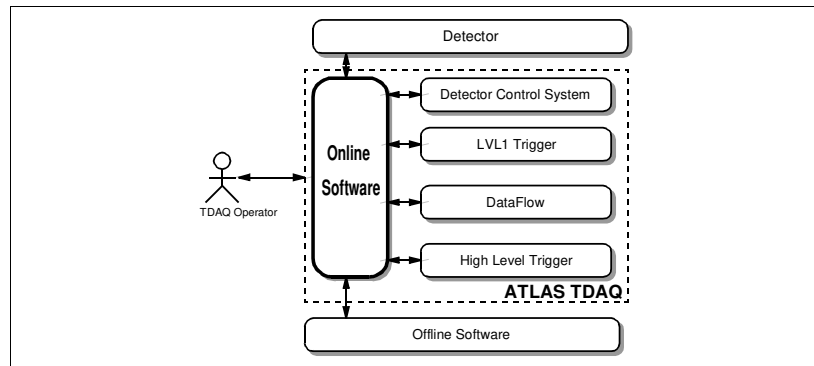 Detector
Detector Control System
LVL1 Trigger
Online
Software
TDAQ Operator
DataFlow
High Level Trigger
ATLAS TDAQ
Offline Software